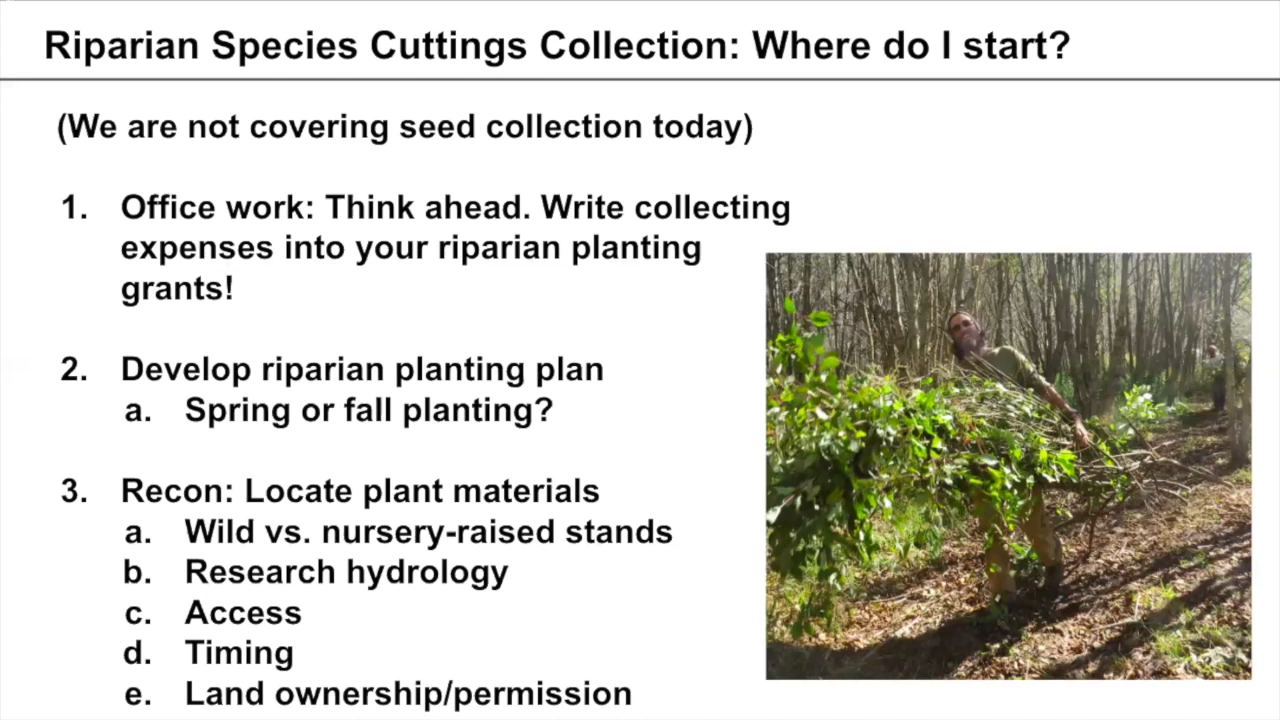 Riparian Species Cuttings Collection: Where do I start?
(We are not covering seed collection today)
1. Office work: Think ahead. Write collecting
expenses into your riparian planting
grants!
2. Develop riparian planting plan
a. Spring or fall planting?
3. Recon: Locate plant materials
a. Wild vs. nursery-raised stands
b. Research hydrology
c. Access
d. Timing
e. Land ownership/permission